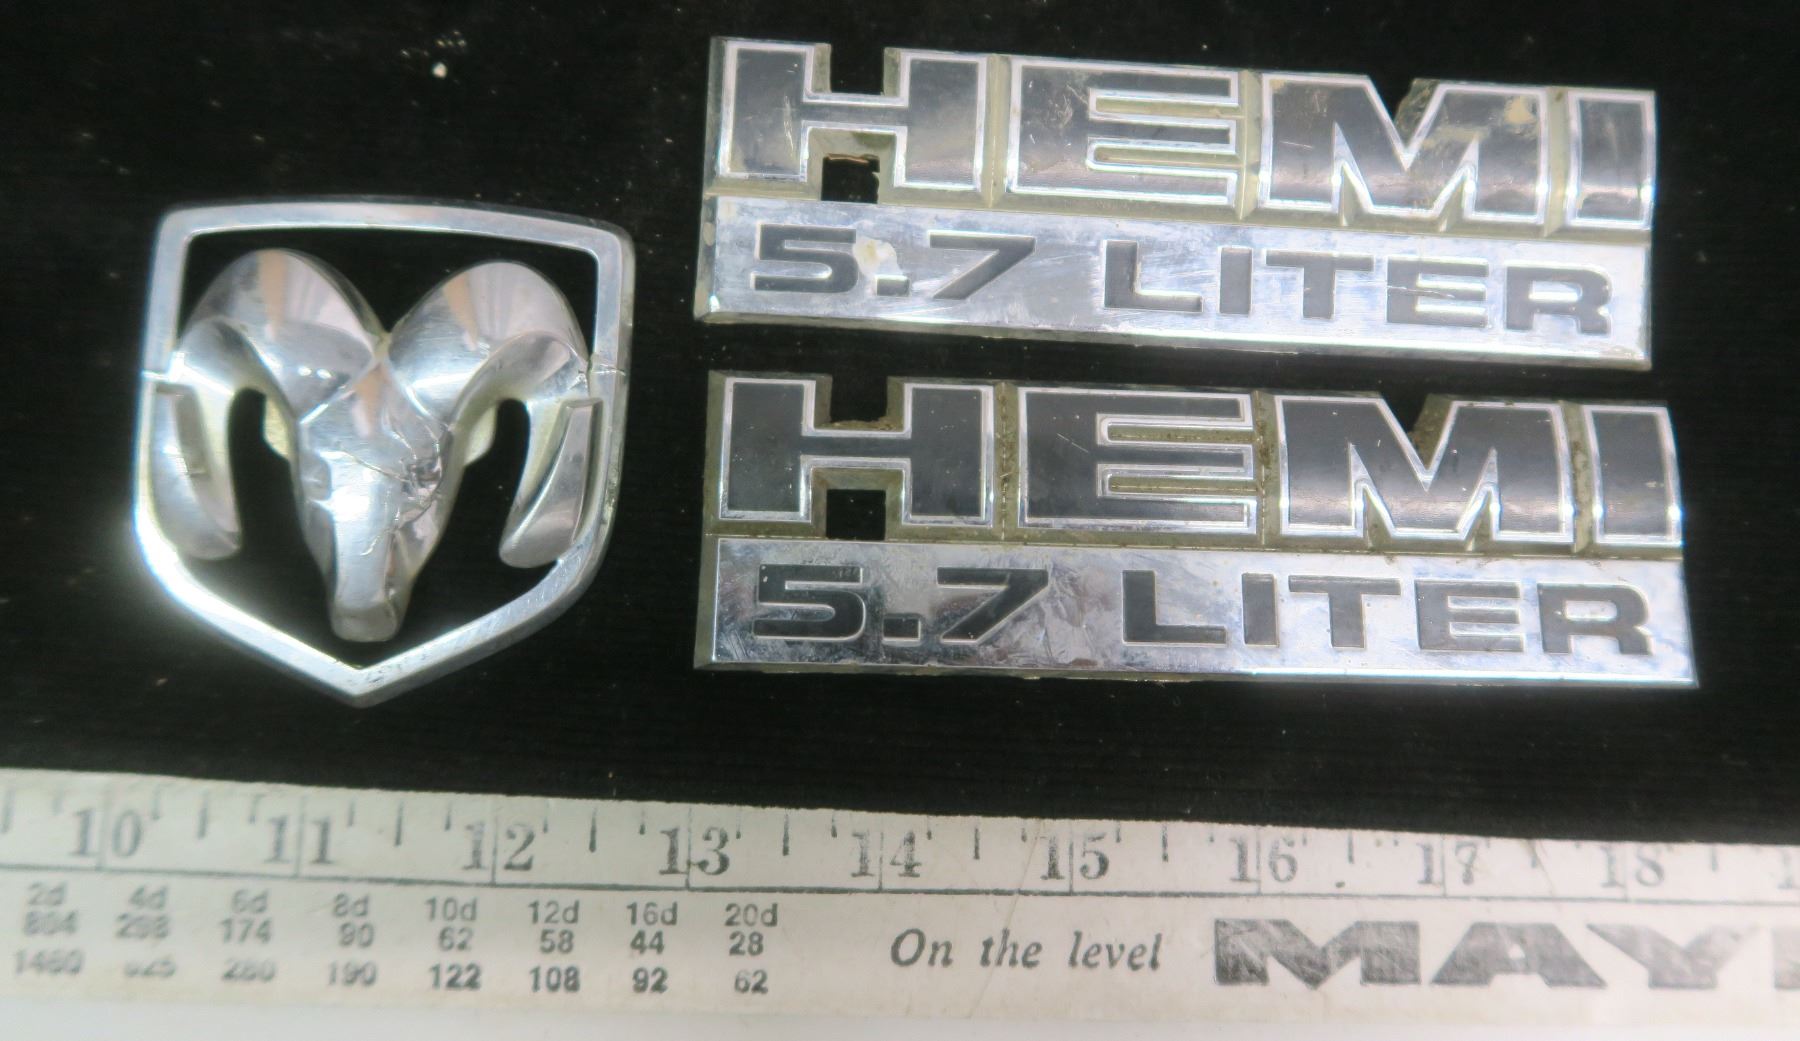 HEMI
5.7 LITER
HEMI
5.7 LITER
10 11 12 13 14 15 16 17 18
2d 4d 6d 8d 10d 12d 16d 20d
174 90 62 58 44 28
280 190 122 108 92 62
On the level
MAY